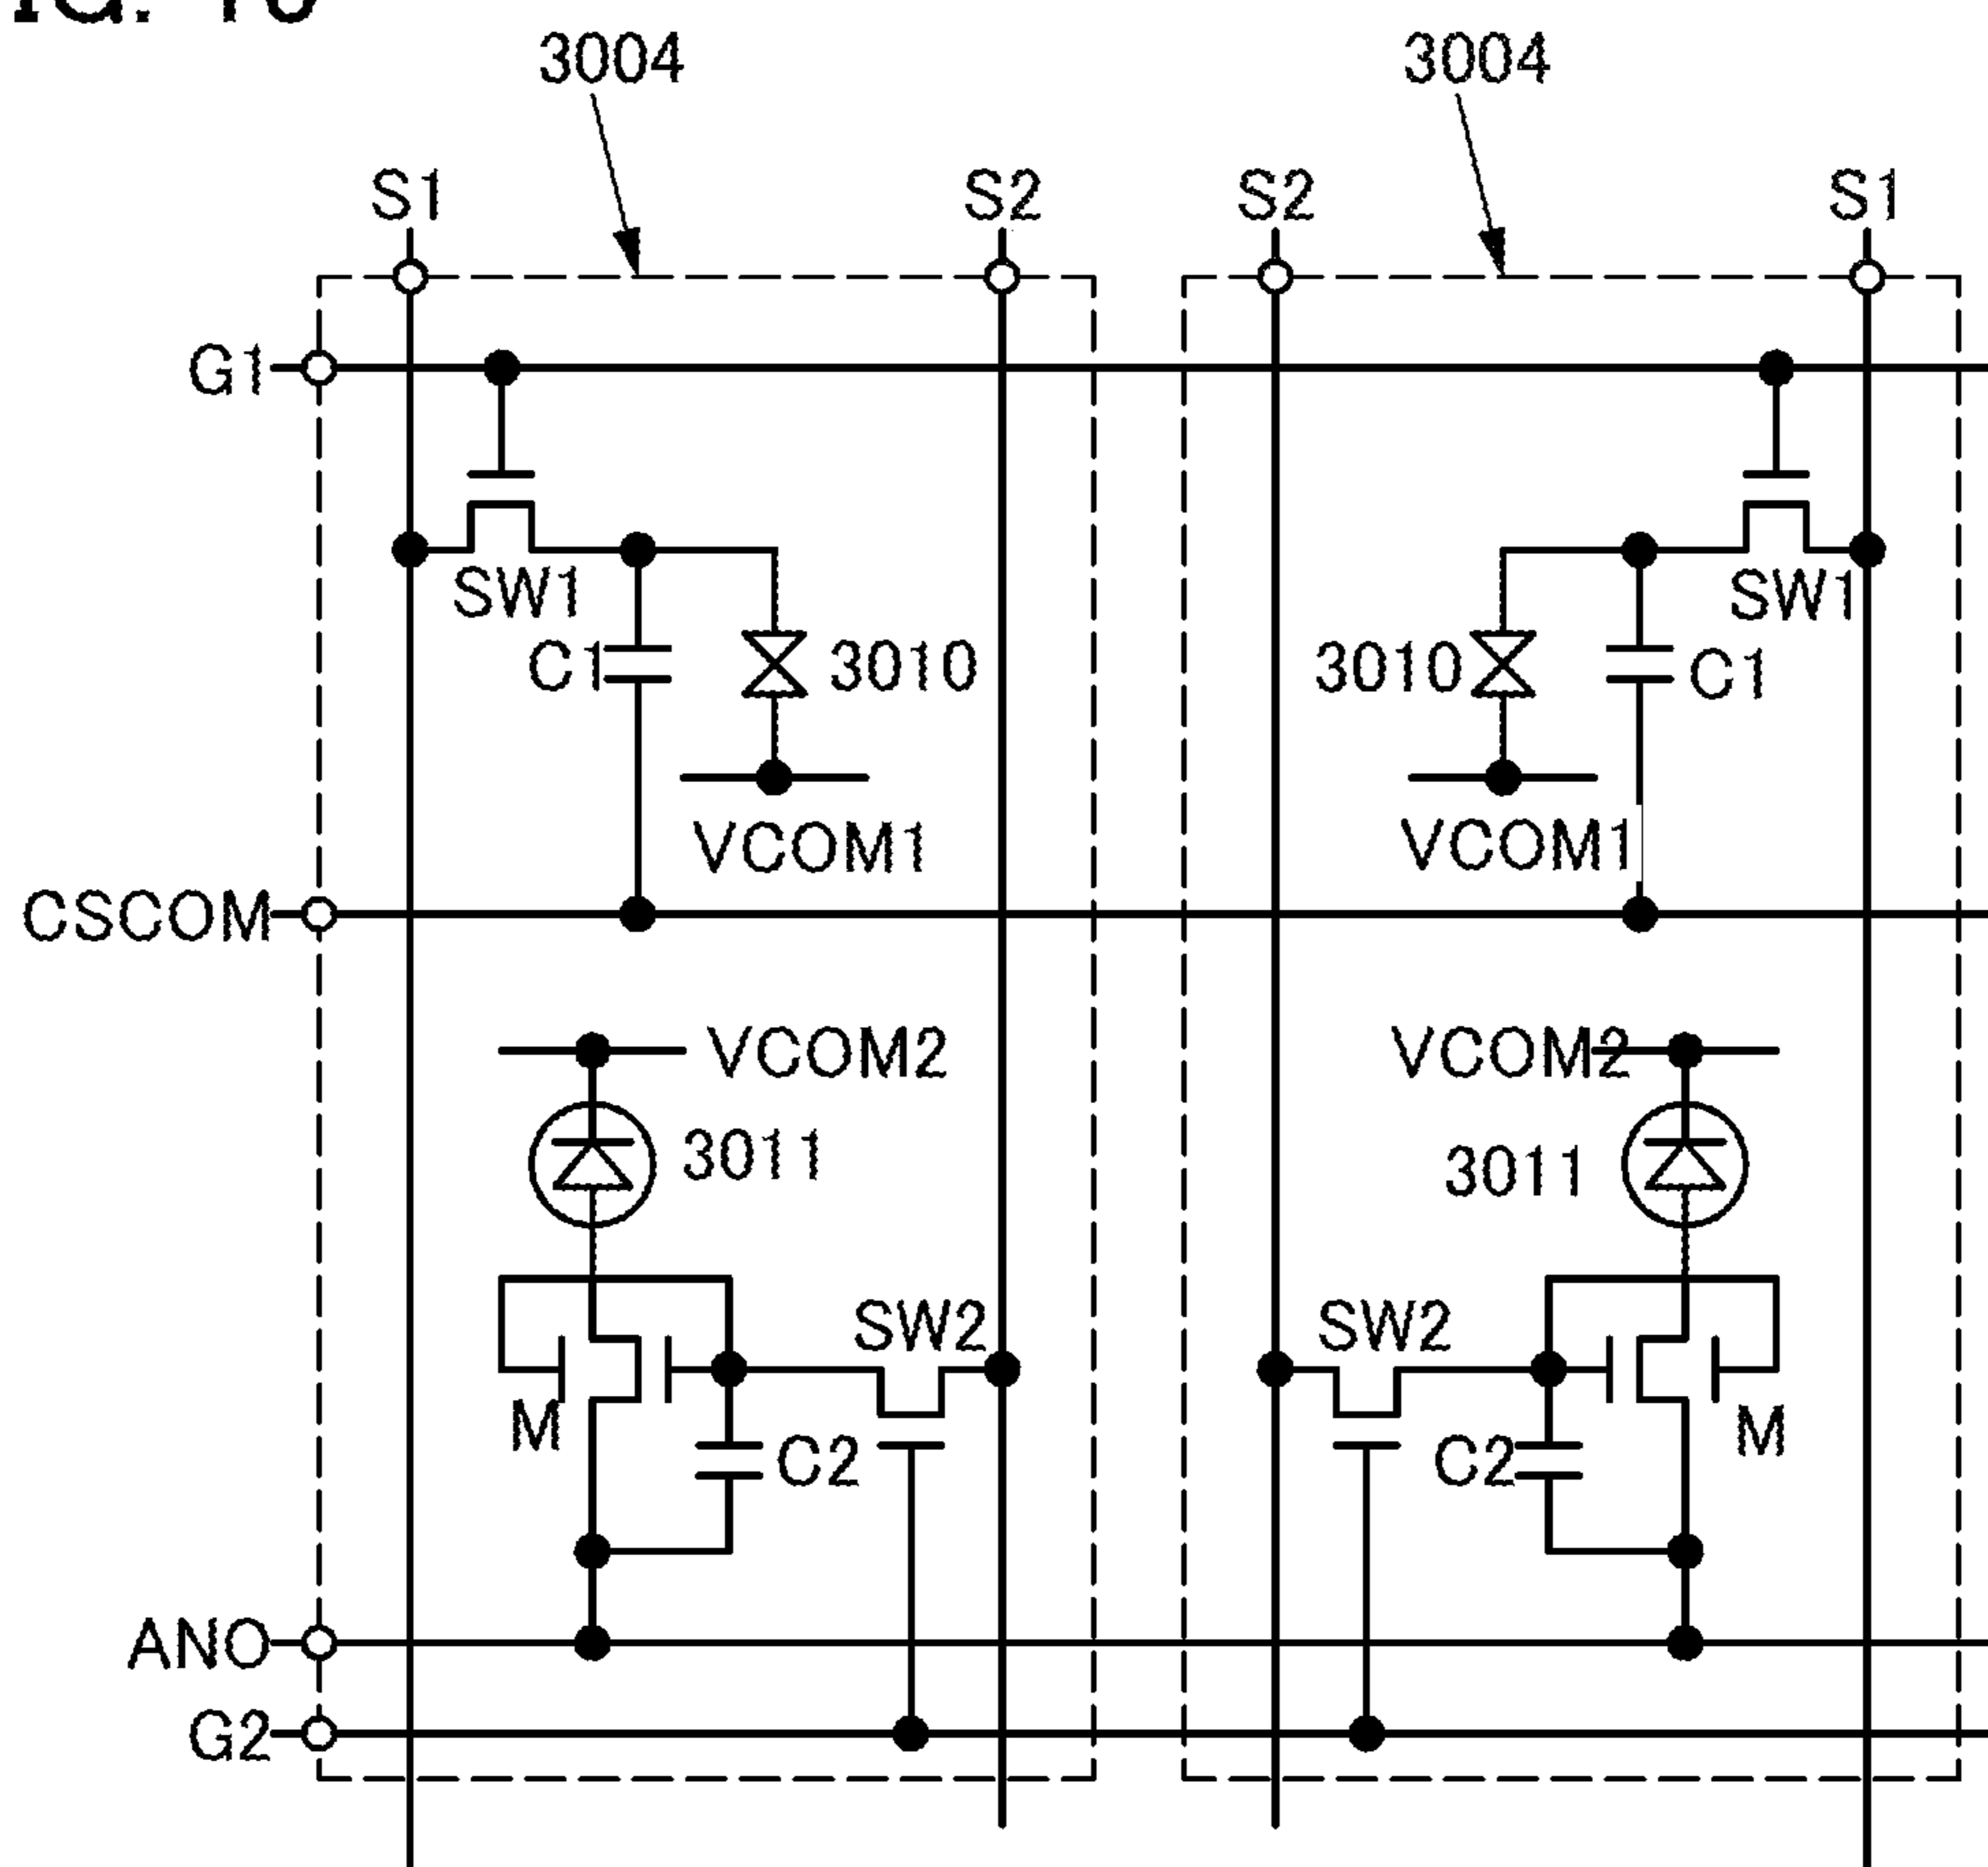 3004 3004
S1 S2 S2 S1
G1
SW1 SW1
C1 3010 3010 C1
VCOM1 VCOM1
CSCOM
VCOM2 VCOM2
3011 3011
SW2 SW2
M M
C2 C2
ANO
G2